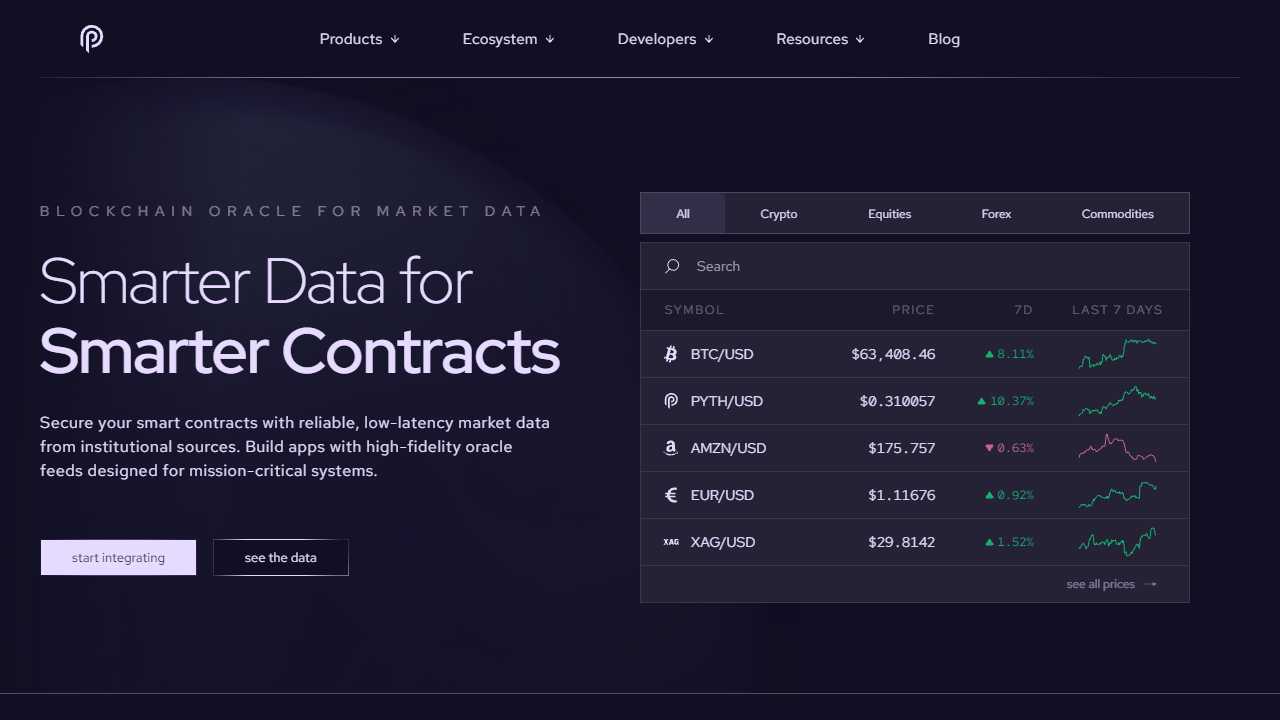 Products Ecosystem Developers Resources Blog
BLOCKCHAIN ORACLE FOR MARKET DATA
Smarter Data for
Smarter Contracts
Secure your smart contracts with reliable, low-latency market data
from institutional sources. Build apps with high-fidelity oracle
feeds designed for mission-critical systems.
start integrating see the data
All Crypto Equities Forex Commodities
Search
SYMBOL PRICE 7D LAST 7 DAYS
BTC/USD $63,408.46 8.11%
PYTH/USD $0.310057 10.37%
AMZN/USD $175.757 0.63%
EUR/USD $1.11676 0.92%
XAG XAG/USD $29.8142 1.52%
see all prices